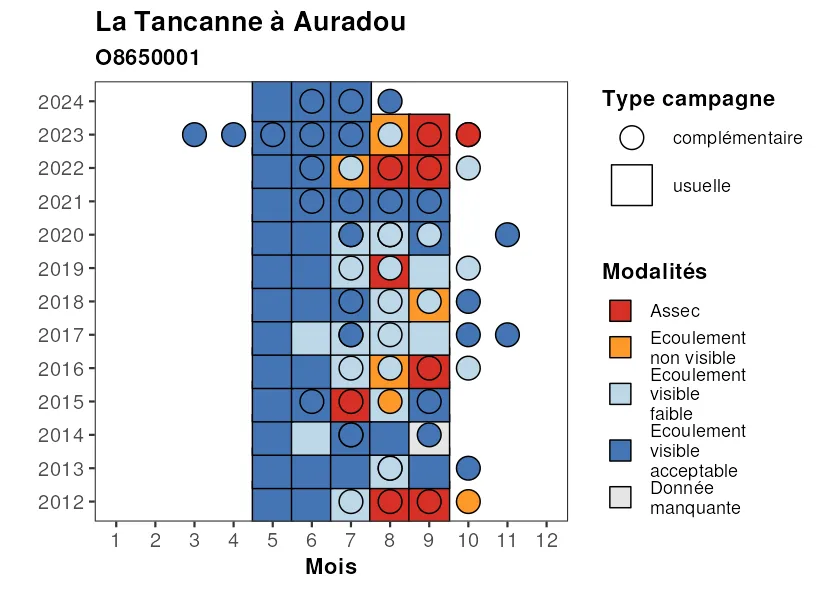 La Tancanne à Auradou
O8650001
2024
2023
2022
2021
2020
2019
2018
2017
2016
2015
2014
2013
2012
1 2 3 4 5 6 7 8 9 10 11 12
Mois
Type campagne
complémentaire
usuelle
Modalités
Assec
Ecoulement
non visible
Ecoulement
visible
faible
Ecoulement
visible
acceptable
Donnée
manquante